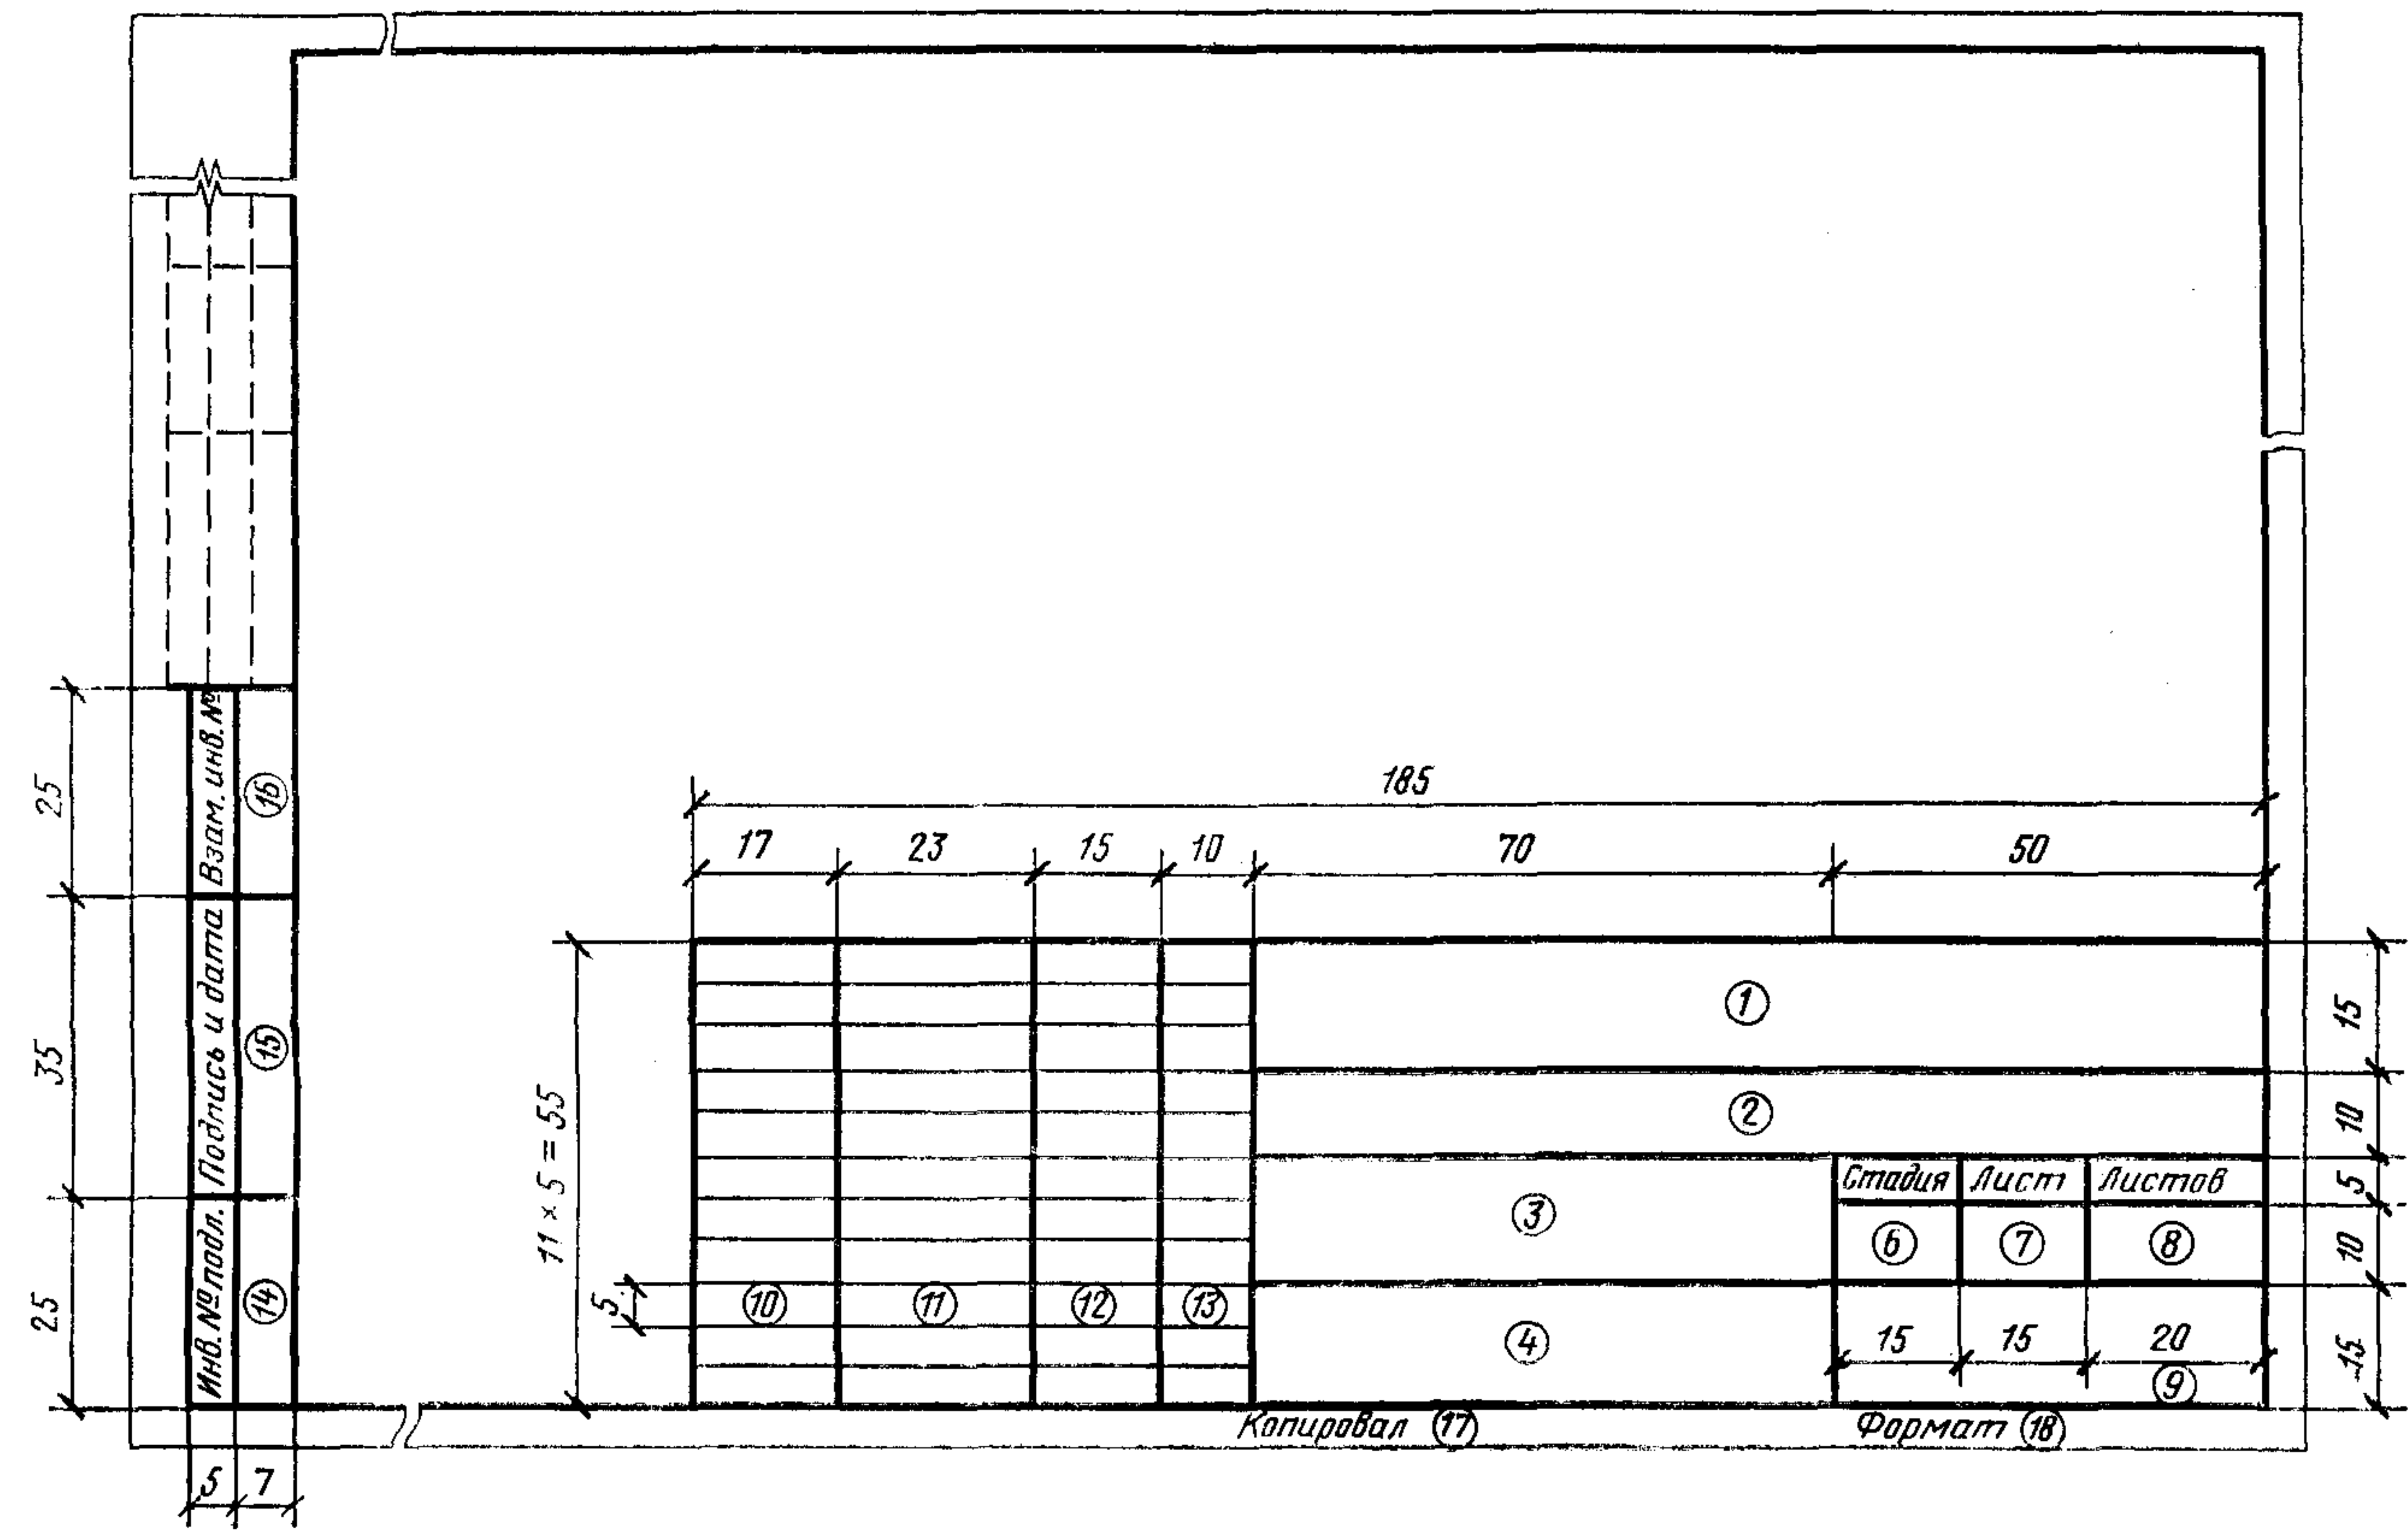 185
17 23 15 10 70 50
1
15
2
10
Стадия Лист Листов
5
3
6 7 8
10
10 11 12 13
5
4
15 15 20
9
15
11 × 5 = 55
Копировал 17 Формат 18
Взам. инв. №
16
25
Подпись и дата
15
35
Инв. № подл.
14
25
5 7